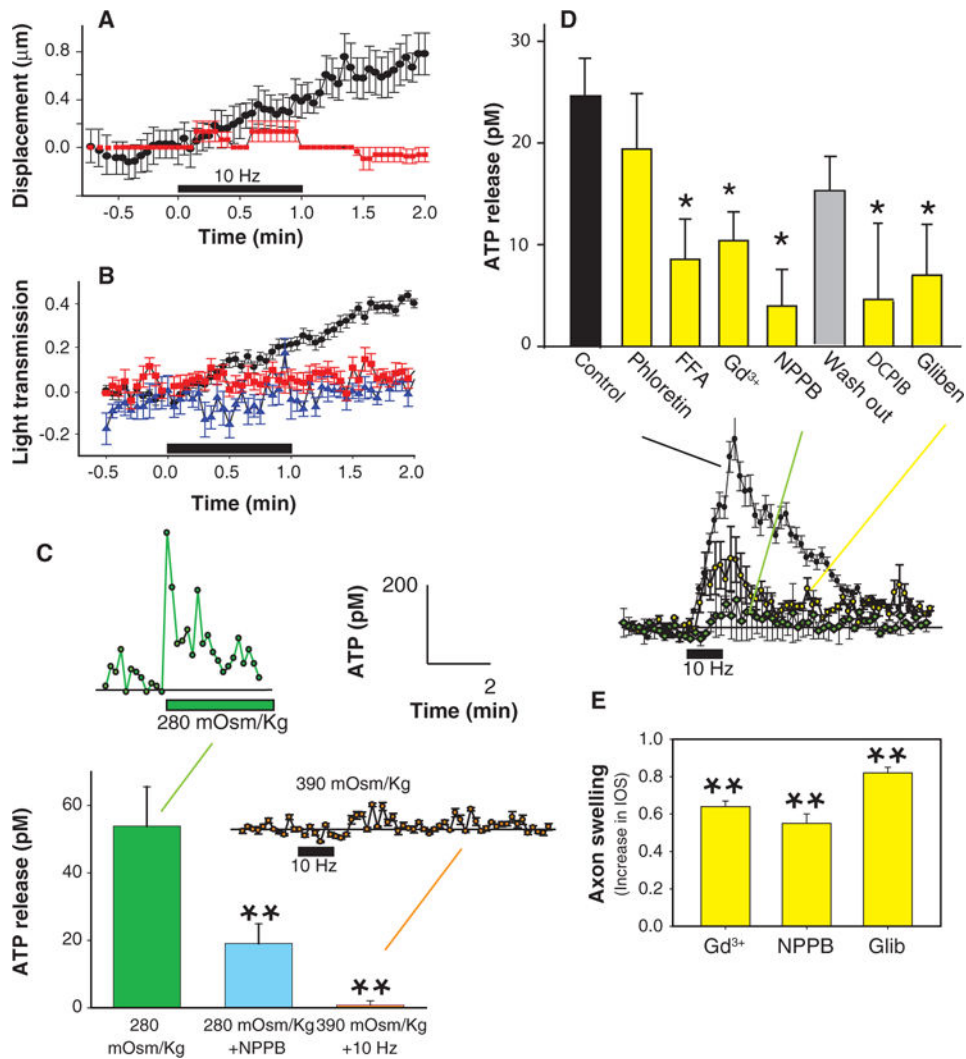 A
Displacement (µm)
0.8
0.4
0.0
10 Hz
-0.5
0.0
0.5
1.0
1.5
2.0
Time (min)
B
Light transmission
0.4
0.2
0.0
-0.2
-0.5
0.0
0.5
1.0
1.5
2.0
Time (min)
C
280 mOsm/Kg
ATP (pM)
200
2
Time (min)
ATP release (pM)
60
40
20
0
390 mOsm/Kg
10 Hz
**
**
280
mOsm/Kg
280 mOsm/Kg
+NPPB
390 mOsm/Kg
+10 Hz
D
ATP release (pM)
30
20
10
0
*
*
*
*
*
Control
Phloretin
FFA
Gd³⁺
NPPB
Wash out
DCPIB
Gliben
10 Hz
E
Axon swelling
(Increase in IOS)
1.0
0.8
0.6
0.4
0.2
0.0
**
**
**
Gd³⁺
NPPB
Glib